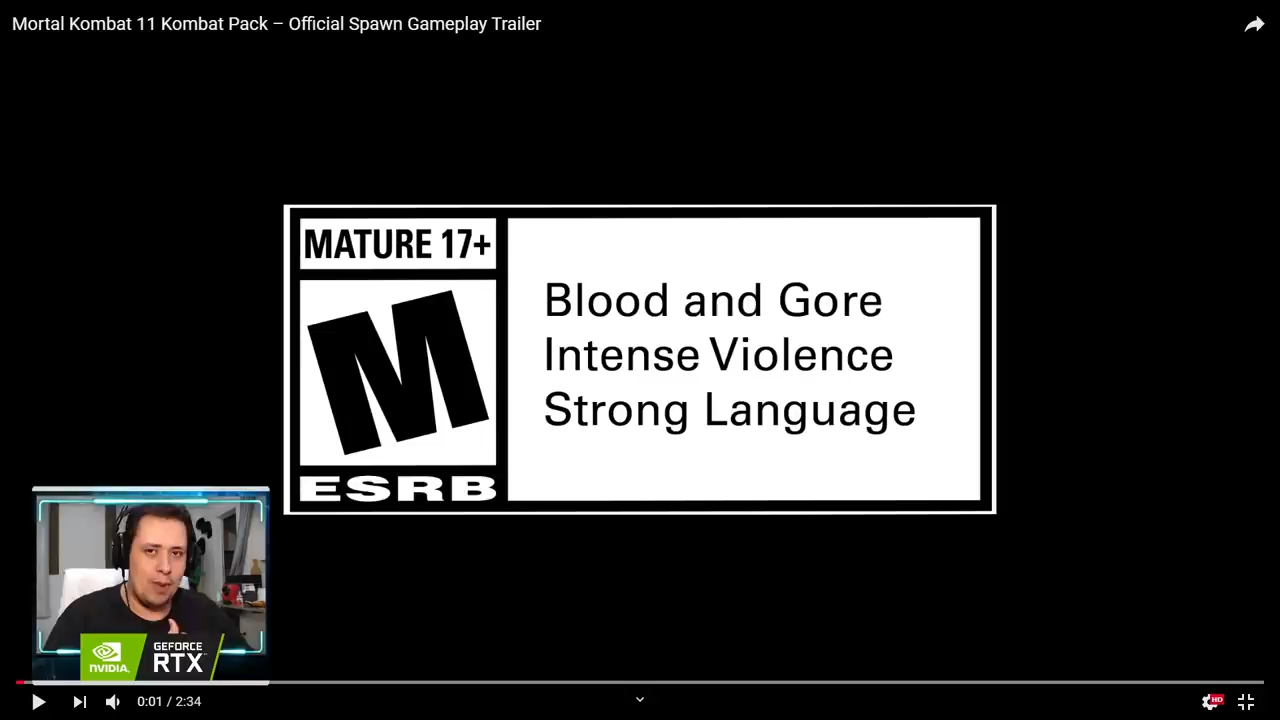 Mortal Kombat 11 Kombat Pack – Official Spawn Gameplay Trailer
MATURE 17+
M
ESRB
Blood and Gore
Intense Violence
Strong Language
NVIDIA.
GEFORCE
RTX
0:01 / 2:34
HD